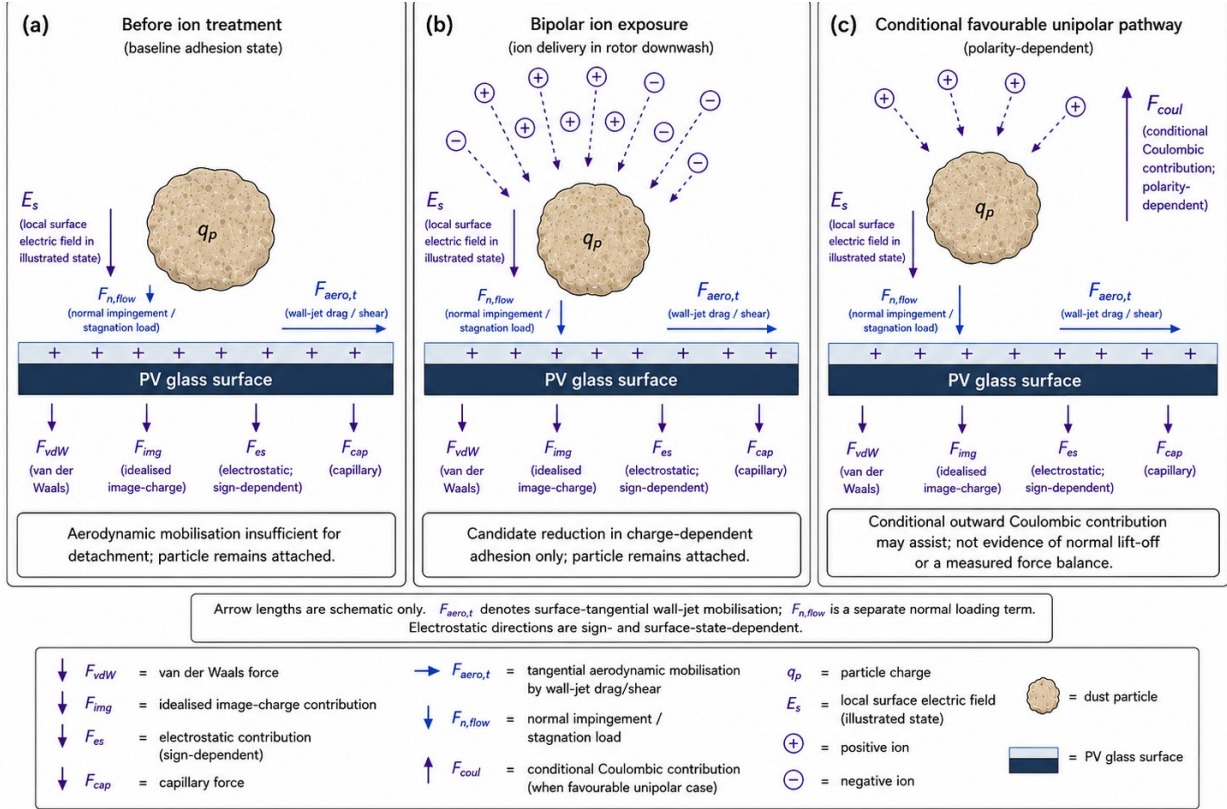 (a)
Before ion treatment
(baseline adhesion state)
E_s
(local surface
electric field in
illustrated state)
q_p
F_n,flow
(normal impingement /
stagnation load)
F_aero,t
(wall-jet drag / shear)
+ + + + + + + +
PV glass surface
F_vdW
(van der
Waals)
F_img
(idealised
image-charge)
F_es
(electrostatic;
sign-dependent)
F_cap
(capillary)
Aerodynamic mobilisation insufficient for
detachment; particle remains attached.
(b)
Bipolar ion exposure
(ion delivery in rotor downwash)
+ + + − −
− + + + − −
E_s
(local surface
electric field in
illustrated state)
q_p
F_n,flow
(normal impingement /
stagnation load)
F_aero,t
(wall-jet drag / shear)
+ + + + + + + +
PV glass surface
F_vdW
(van der
Waals)
F_img
(idealised
image-charge)
F_es
(electrostatic;
sign-dependent)
F_cap
(capillary)
Candidate reduction in charge-dependent
adhesion only; particle remains attached.
(c)
Conditional favourable unipolar pathway
(polarity-dependent)
+ + + +
F_coul
(conditional
Coulombic
contribution;
polarity-
dependent)
E_s
(local surface
electric field in
illustrated state)
q_p
F_n,flow
(normal impingement /
stagnation load)
F_aero,t
(wall-jet drag / shear)
+ + + + + + + +
PV glass surface
F_vdW
(van der
Waals)
F_img
(idealised
image-charge)
F_es
(electrostatic;
sign-dependent)
F_cap
(capillary)
Conditional outward Coulombic contribution
may assist; not evidence of normal lift-off
or a measured force balance.
Arrow lengths are schematic only. F_aero,t denotes surface-tangential wall-jet mobilisation; F_n,flow is a separate normal loading term.
Electrostatic directions are sign- and surface-state-dependent.
↓ F_vdW = van der Waals force
↓ F_img = idealised image-charge contribution
↓ F_es = electrostatic contribution
(sign-dependent)
↓ F_cap = capillary force
→ F_aero,t = tangential aerodynamic mobilisation
by wall-jet drag/shear
↓ F_n,flow = normal impingement /
stagnation load
↑ F_coul = conditional Coulombic contribution
(when favourable unipolar case)
q_p = particle charge
E_s = local surface electric field
(illustrated state)
+ = positive ion
− = negative ion
= dust particle
= PV glass surface